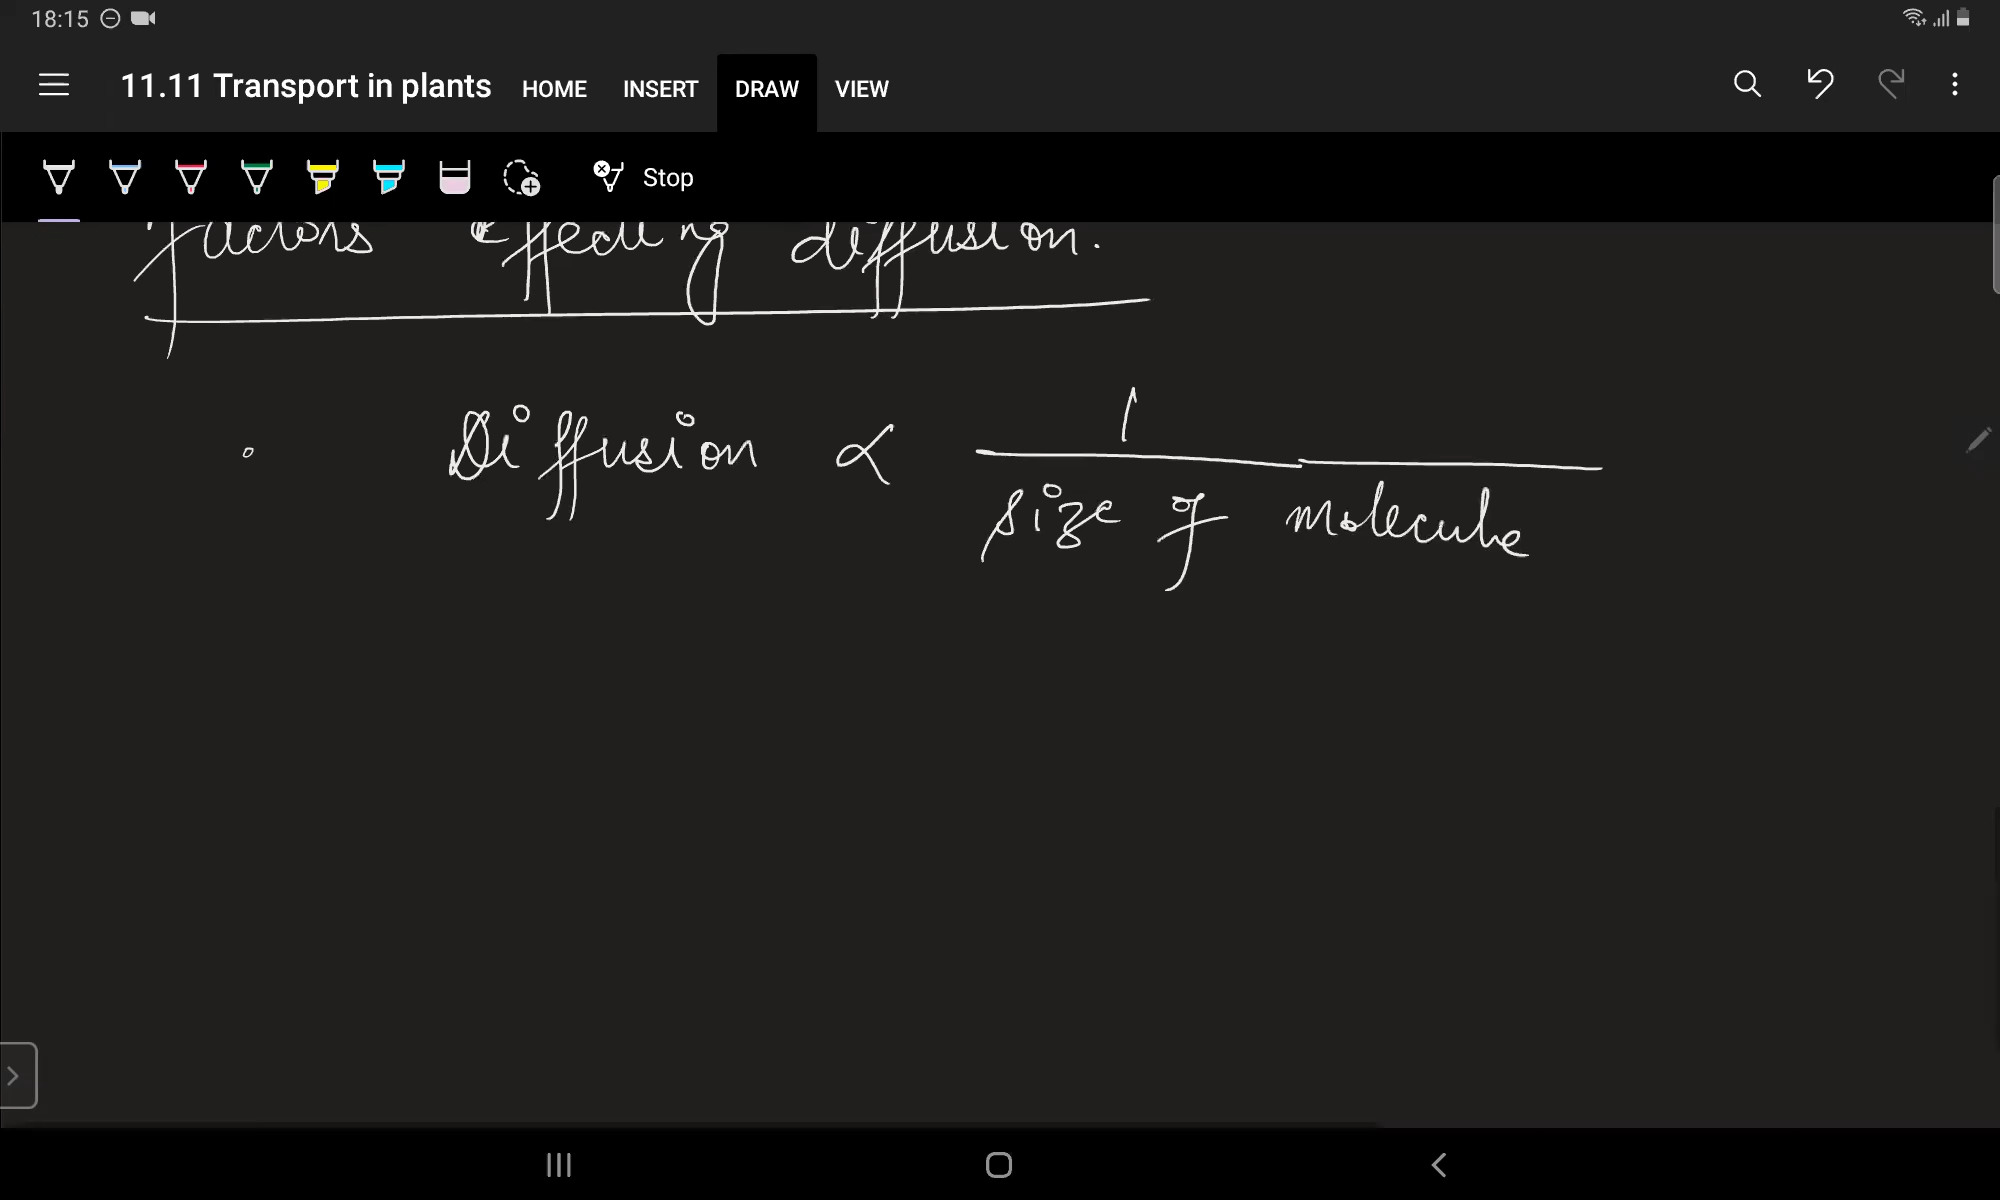 18:15
11.11 Transport in plants HOME INSERT DRAW VIEW
Stop
factors effecting diffusion.
Diffusion ∝ 1
size of molecule